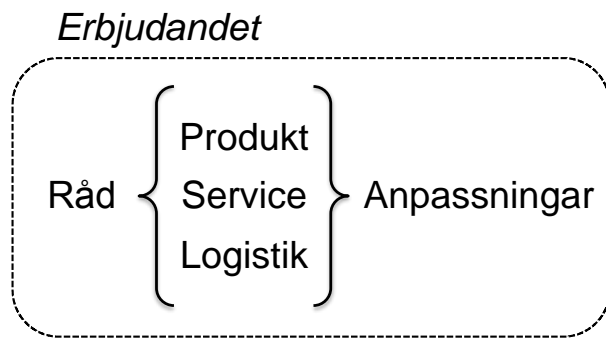 Erbjudandet
Produkt
Råd Service Anpassningar
Logistik